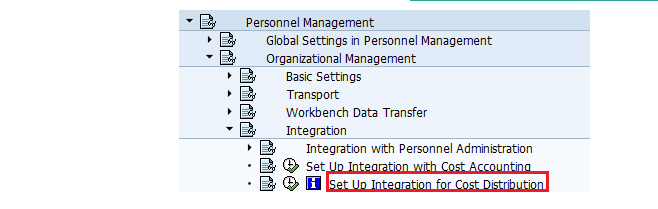 Personnel Management
Global Settings in Personnel Management
Organizational Management
Basic Settings
Transport
Workbench Data Transfer
Integration
Integration with Personnel Administration
Set Up Integration with Cost Accounting
Set Up Integration for Cost Distribution